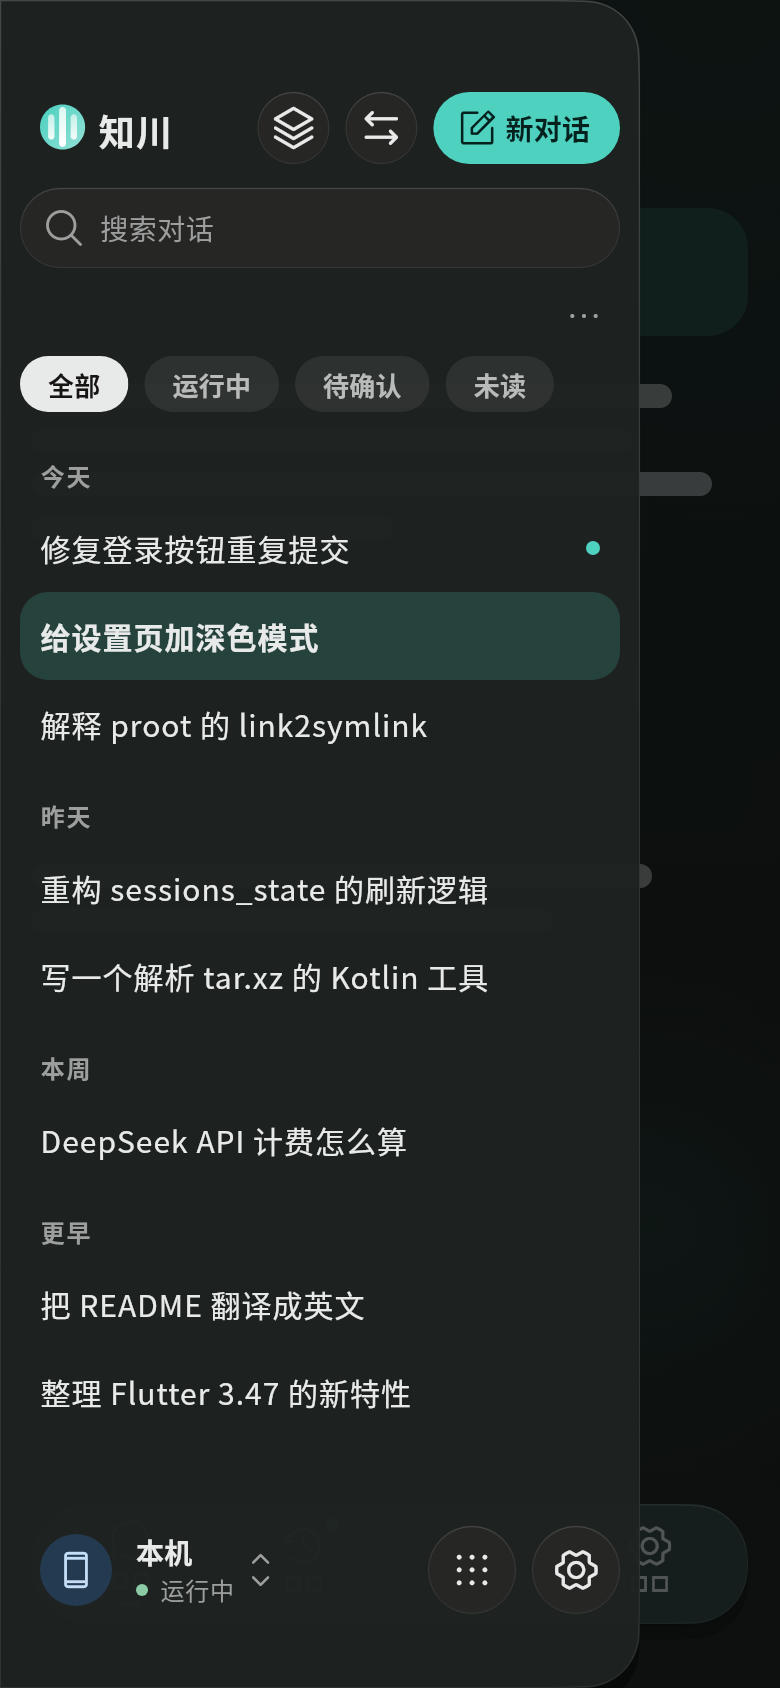 知川
新对话
搜索对话
...
全部 运行中 待确认 未读
今天
修复登录按钮重复提交
给设置页加深色模式
解释 proot 的 link2symlink
昨天
重构 sessions_state 的刷新逻辑
写一个解析 tar.xz 的 Kotlin 工具
本周
DeepSeek API 计费怎么算
更早
把 README 翻译成英文
整理 Flutter 3.47 的新特性
本机
运行中